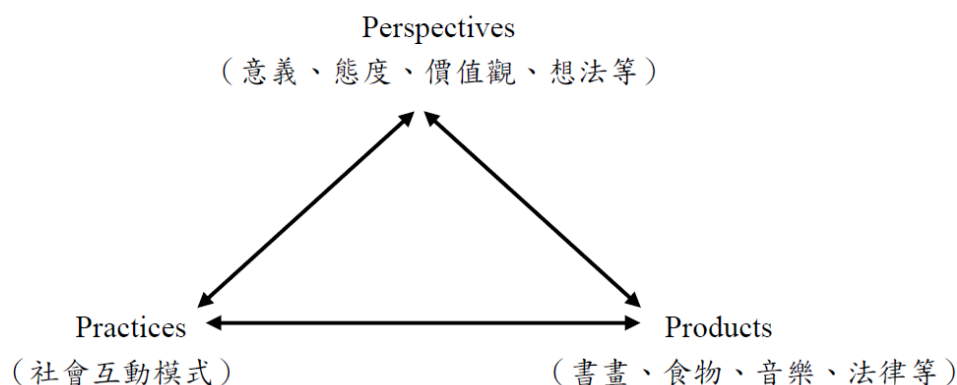 Perspectives
（意義、態度、價值觀、想法等）
Practices
Products
（社會互動模式）
（書畫、食物、音樂、法律等）